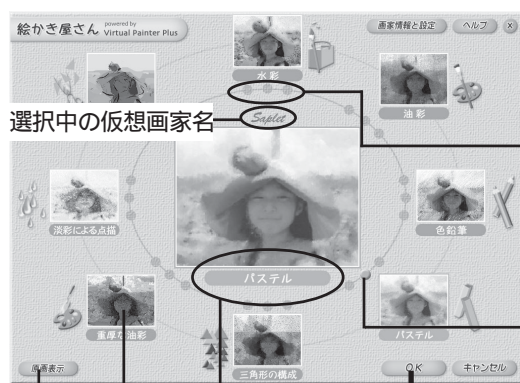 絵かき屋さん powered by Virtual Painter Plus
画家情報と設定
ヘルプ
×
水彩
油彩
選択中の仮想画家名
Saplet
淡彩による点描
色鉛筆
パステル
重厚な油彩
パステル
三角形の構成
原画表示
OK
キャンセル